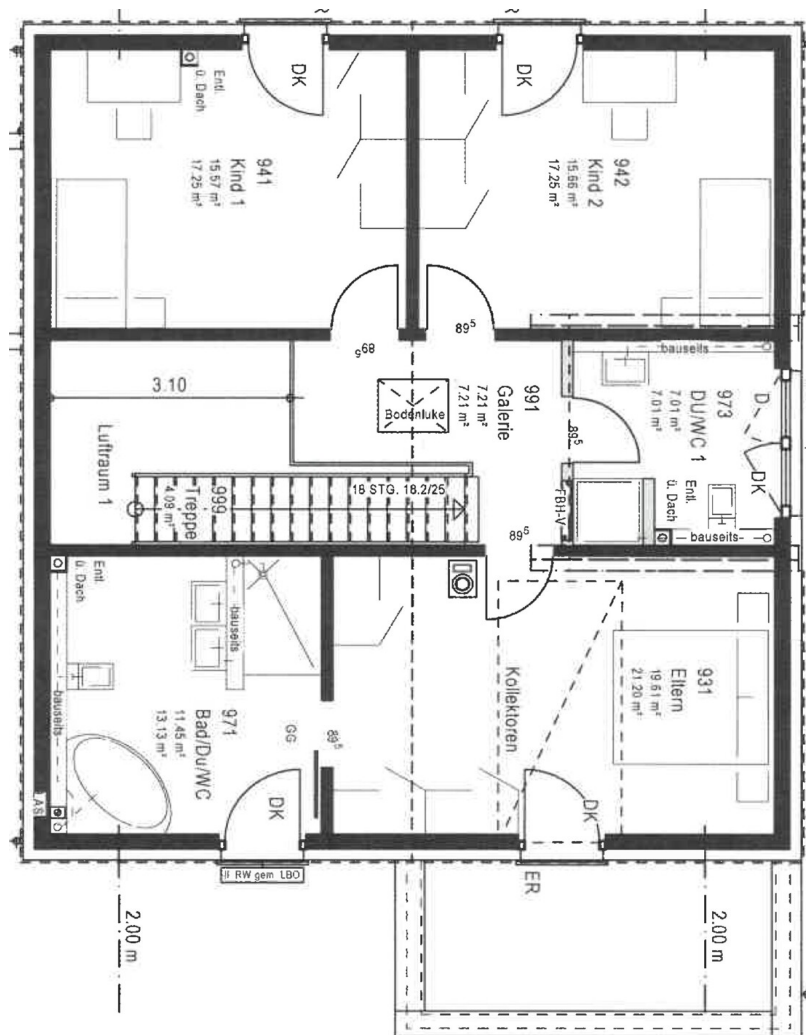 DK
DK
Entl.
ü. Dach
941
Kind 1
15.57 m²
17.25 m²
942
Kind 2
15.66 m²
17.25 m²
89⁵
89⁵
bauseits
3.10
Luftraum 1
Bodenluke
991
Galerie
7.21 m²
7.21 m²
89⁵
973
DU/WC 1
7.01 m²
7.01 m²
D
DK
999
Treppe
4.09 m²
16 STG. 18.2/25
FBH-V
Entl.
ü. Dach
bauseits
89⁵
Entl.
ü. Dach
bauseits
bauseits
971
Bad/Du/WC
11.45 m²
13.13 m²
GG
89⁵
Kollektoren
931
Eltern
19.61 m²
21.20 m²
AS
DK
DK
II RW gem LBO
ER
2.00 m
2.00 m